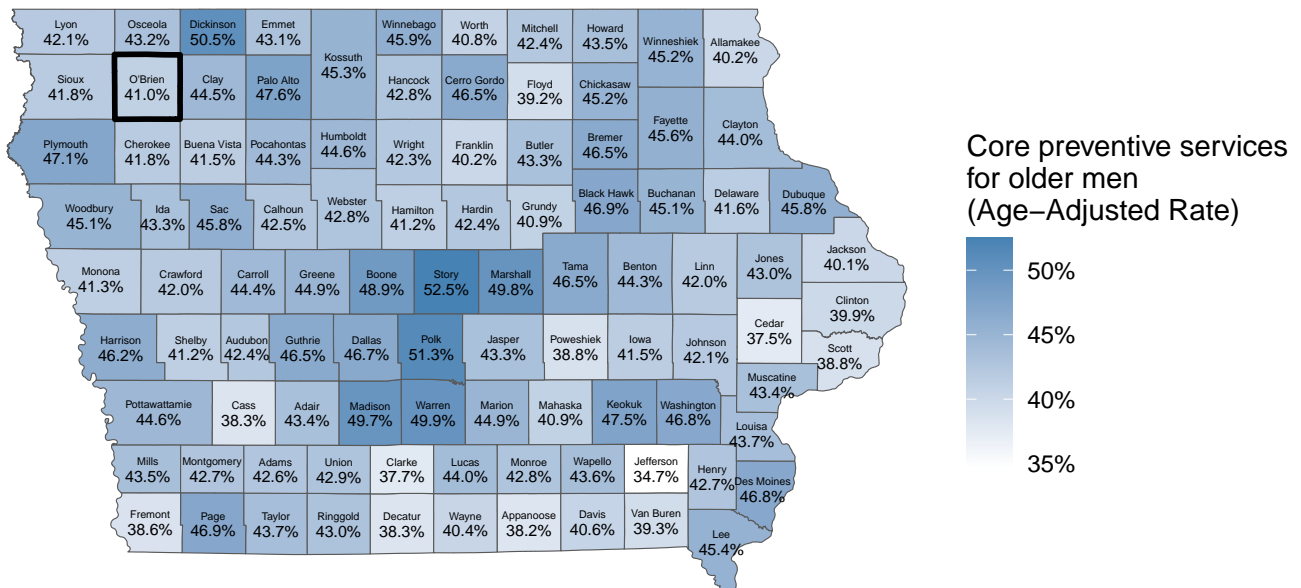 Lyon
42.1%
Osceola
43.2%
Dickinson
50.5%
Emmet
43.1%
Kossuth
45.3%
Winnebago
45.9%
Worth
40.8%
Mitchell
42.4%
Howard
43.5%
Winneshiek
45.2%
Allamakee
40.2%
Sioux
41.8%
O'Brien
41.0%
Clay
44.5%
Palo Alto
47.6%
Hancock
42.8%
Cerro Gordo
46.5%
Floyd
39.2%
Chickasaw
45.2%
Plymouth
47.1%
Cherokee
41.8%
Buena Vista
41.5%
Pocahontas
44.3%
Humboldt
44.6%
Wright
42.3%
Franklin
40.2%
Butler
43.3%
Bremer
46.5%
Fayette
45.6%
Clayton
44.0%
Woodbury
45.1%
Ida
43.3%
Sac
45.8%
Calhoun
42.5%
Webster
42.8%
Hamilton
41.2%
Hardin
42.4%
Grundy
40.9%
Black Hawk
46.9%
Buchanan
45.1%
Delaware
41.6%
Dubuque
45.8%
Monona
41.3%
Crawford
42.0%
Carroll
44.4%
Greene
44.9%
Boone
48.9%
Story
52.5%
Marshall
49.8%
Tama
46.5%
Benton
44.3%
Linn
42.0%
Jones
43.0%
Jackson
40.1%
Clinton
39.9%
Harrison
46.2%
Shelby
41.2%
Audubon
42.4%
Guthrie
46.5%
Dallas
46.7%
Polk
51.3%
Jasper
43.3%
Poweshiek
38.8%
Iowa
41.5%
Johnson
42.1%
Cedar
37.5%
Scott
38.8%
Muscatine
43.4%
Pottawattamie
44.6%
Cass
38.3%
Adair
43.4%
Madison
49.7%
Warren
49.9%
Marion
44.9%
Mahaska
40.9%
Keokuk
47.5%
Washington
46.8%
Louisa
43.7%
Mills
43.5%
Montgomery
42.7%
Adams
42.6%
Union
42.9%
Clarke
37.7%
Lucas
44.0%
Monroe
42.8%
Wapello
43.6%
Jefferson
34.7%
Henry
42.7%
Des Moines
46.8%
Fremont
38.6%
Page
46.9%
Taylor
43.7%
Ringgold
43.0%
Decatur
38.3%
Wayne
40.4%
Appanoose
38.2%
Davis
40.6%
Van Buren
39.3%
Lee
45.4%
Core preventive services
for older men
(Age−Adjusted Rate)
50%
45%
40%
35%